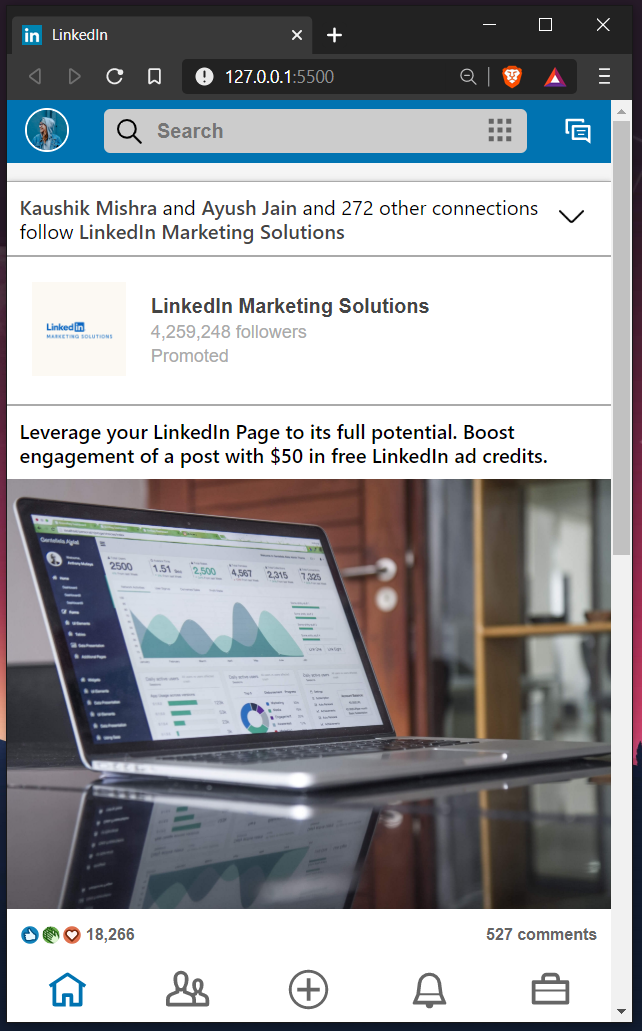 LinkedIn
127.0.0.1:5500
Search
Kaushik Mishra and Ayush Jain and 272 other connections
follow LinkedIn Marketing Solutions
Linked in
MARKETING SOLUTIONS
LinkedIn Marketing Solutions
4,259,248 followers
Promoted
Leverage your LinkedIn Page to its full potential. Boost
engagement of a post with $50 in free LinkedIn ad credits.
2500
1.51
2,500
4,567
2,315
7,325
18,266
527 comments